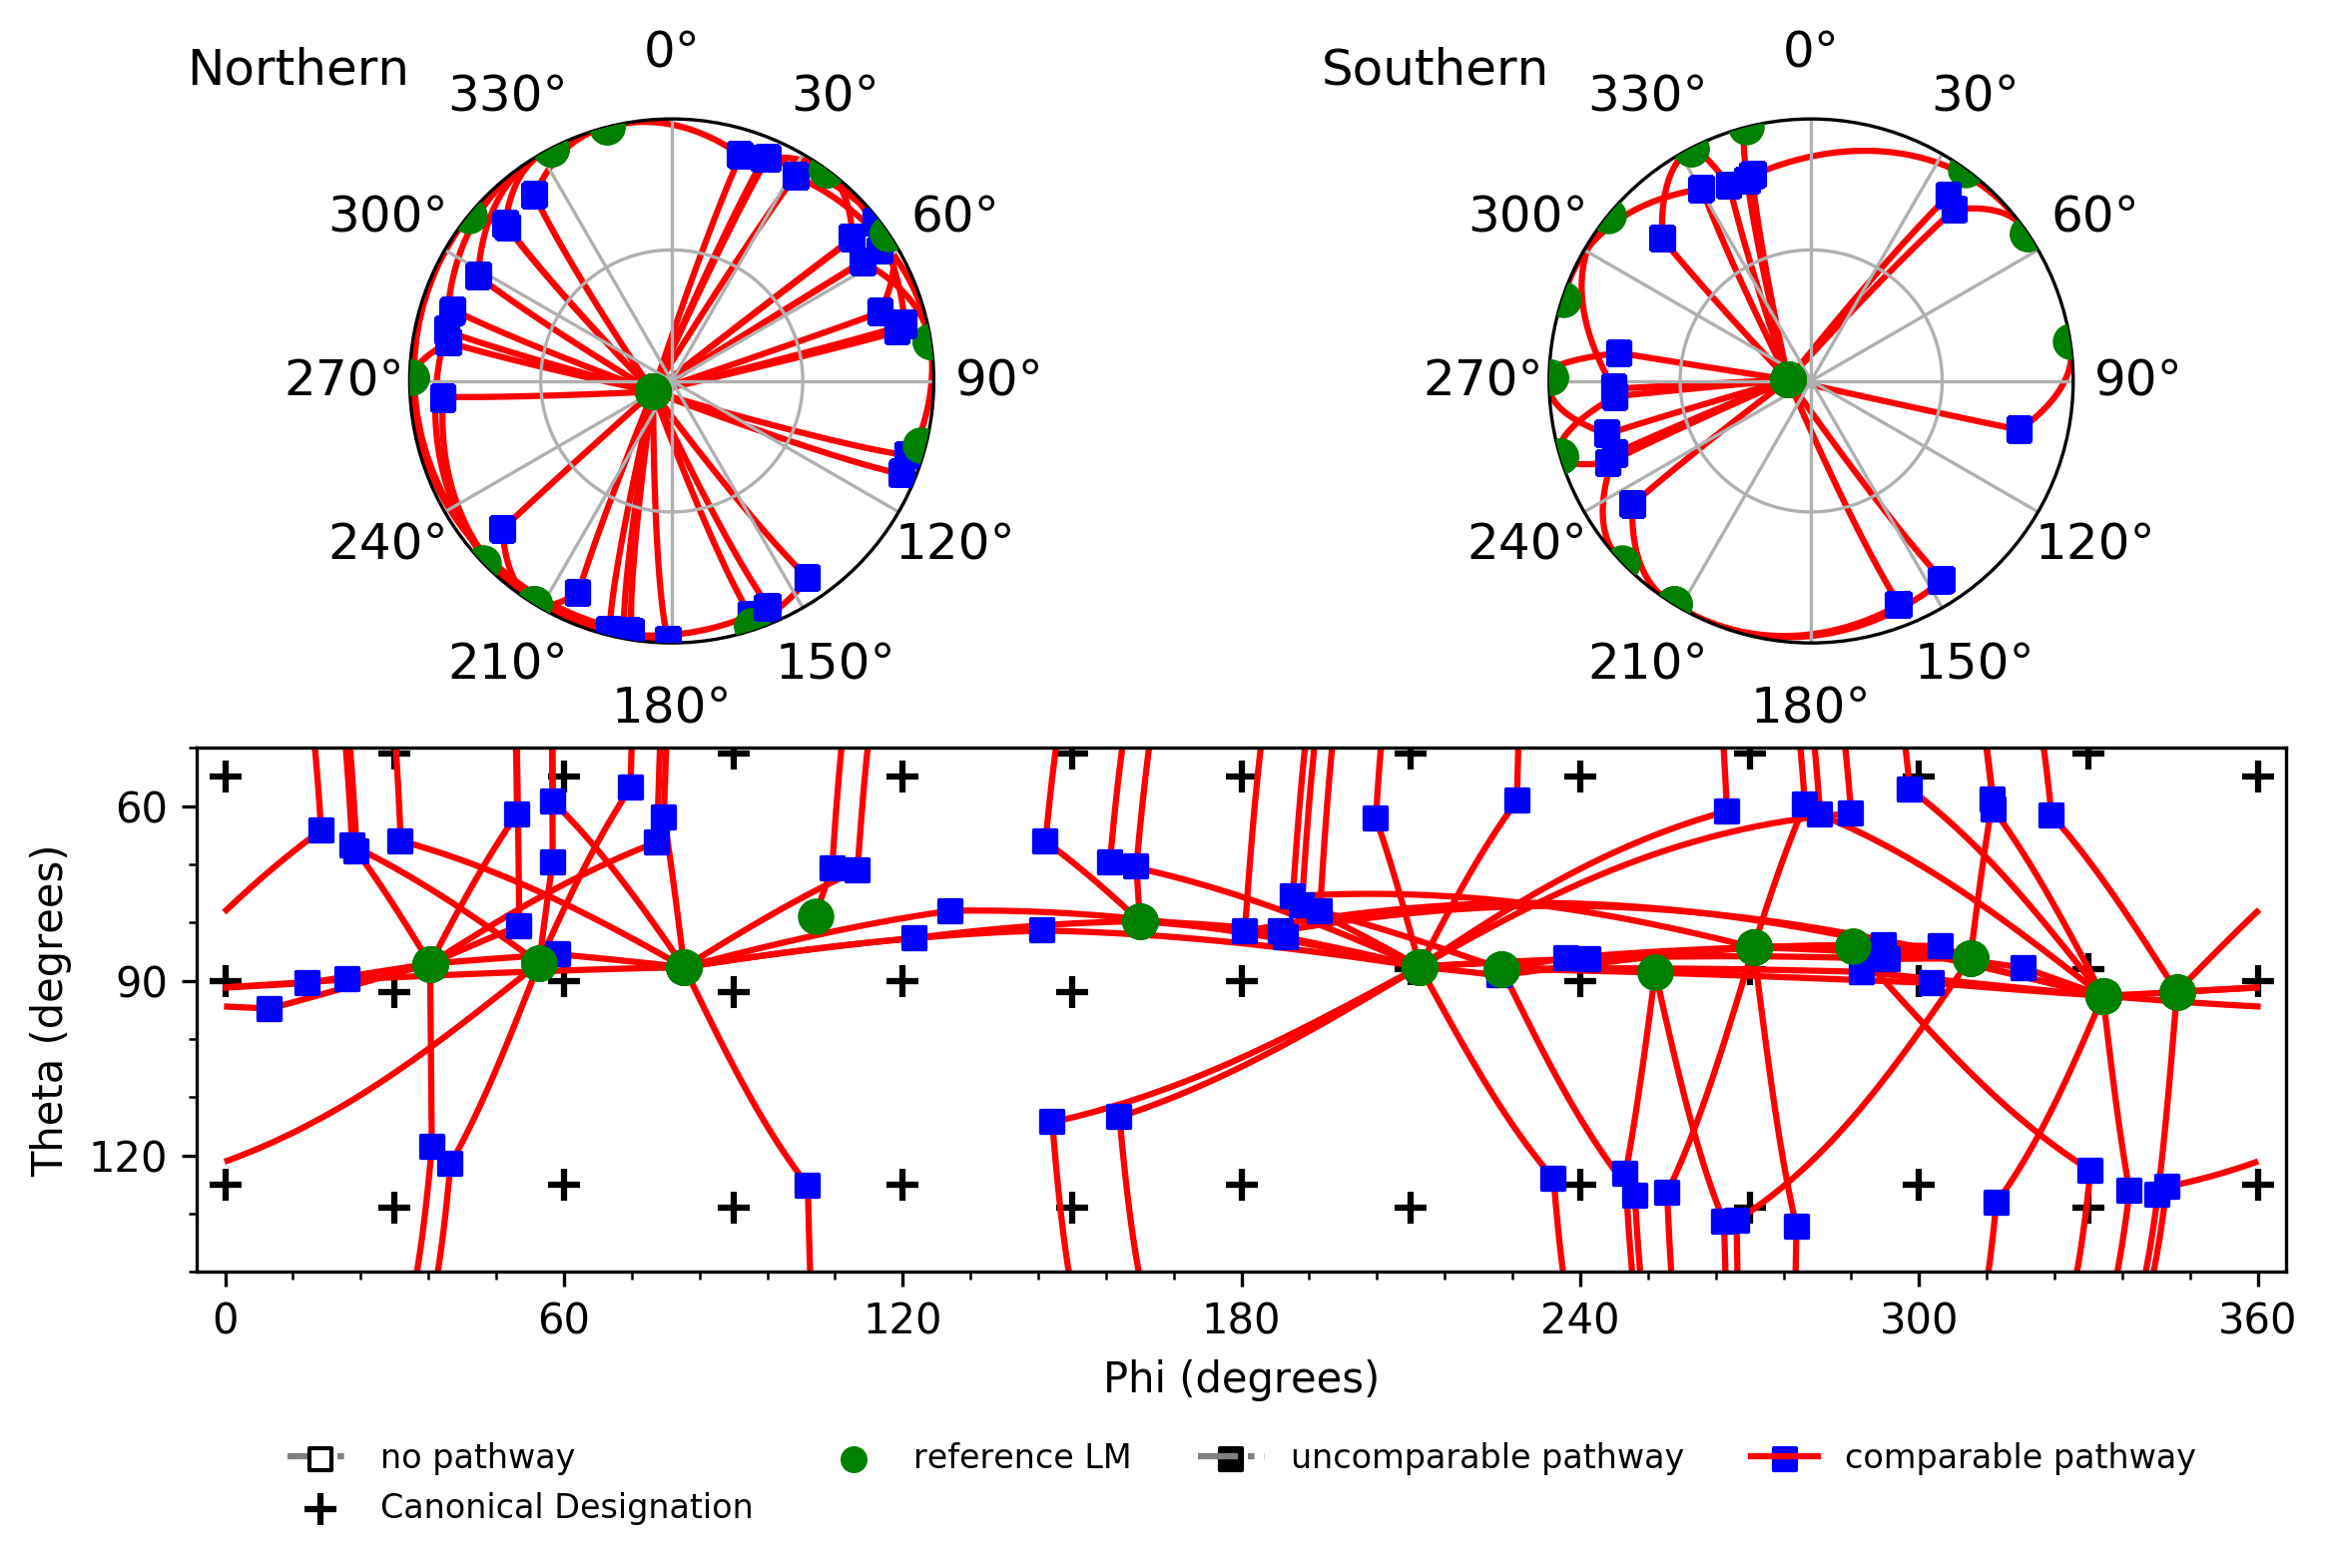 Northern
0°
30°
60°
90°
120°
150°
180°
210°
240°
270°
300°
330°
Southern
0°
30°
60°
90°
120°
150°
180°
210°
240°
270°
300°
330°
Theta (degrees)
60
90
120
0 60 120 180 240 300 360
Phi (degrees)
no pathway
Canonical Designation
reference LM
uncomparable pathway
comparable pathway